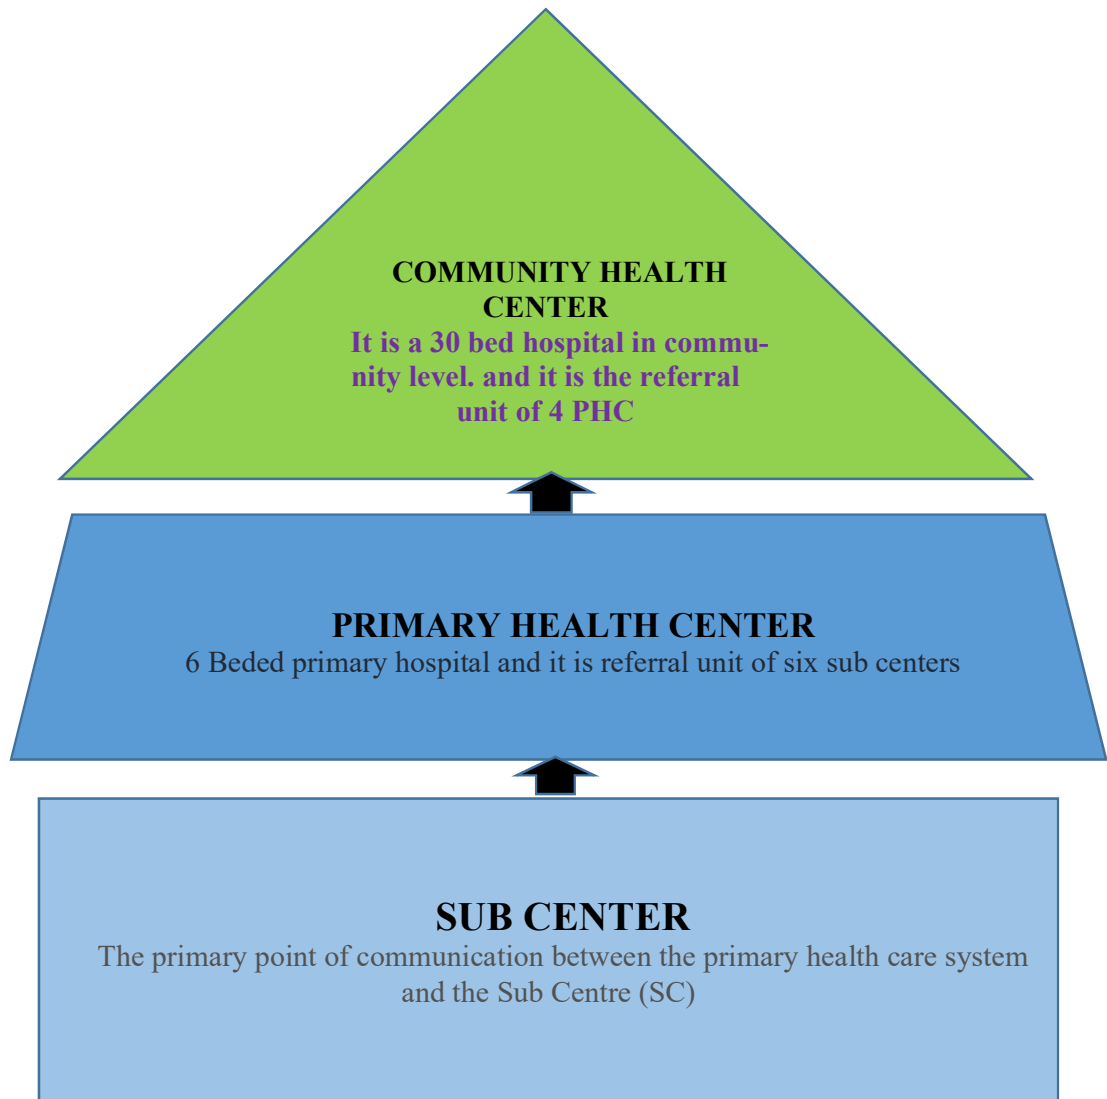 COMMUNITY HEALTH
CENTER
It is a 30 bed hospital in commu-
nity level. and it is the referral
unit of 4 PHC
PRIMARY HEALTH CENTER
6 Beded primary hospital and it is referral unit of six sub centers
SUB CENTER
The primary point of communication between the primary health care system
and the Sub Centre (SC)